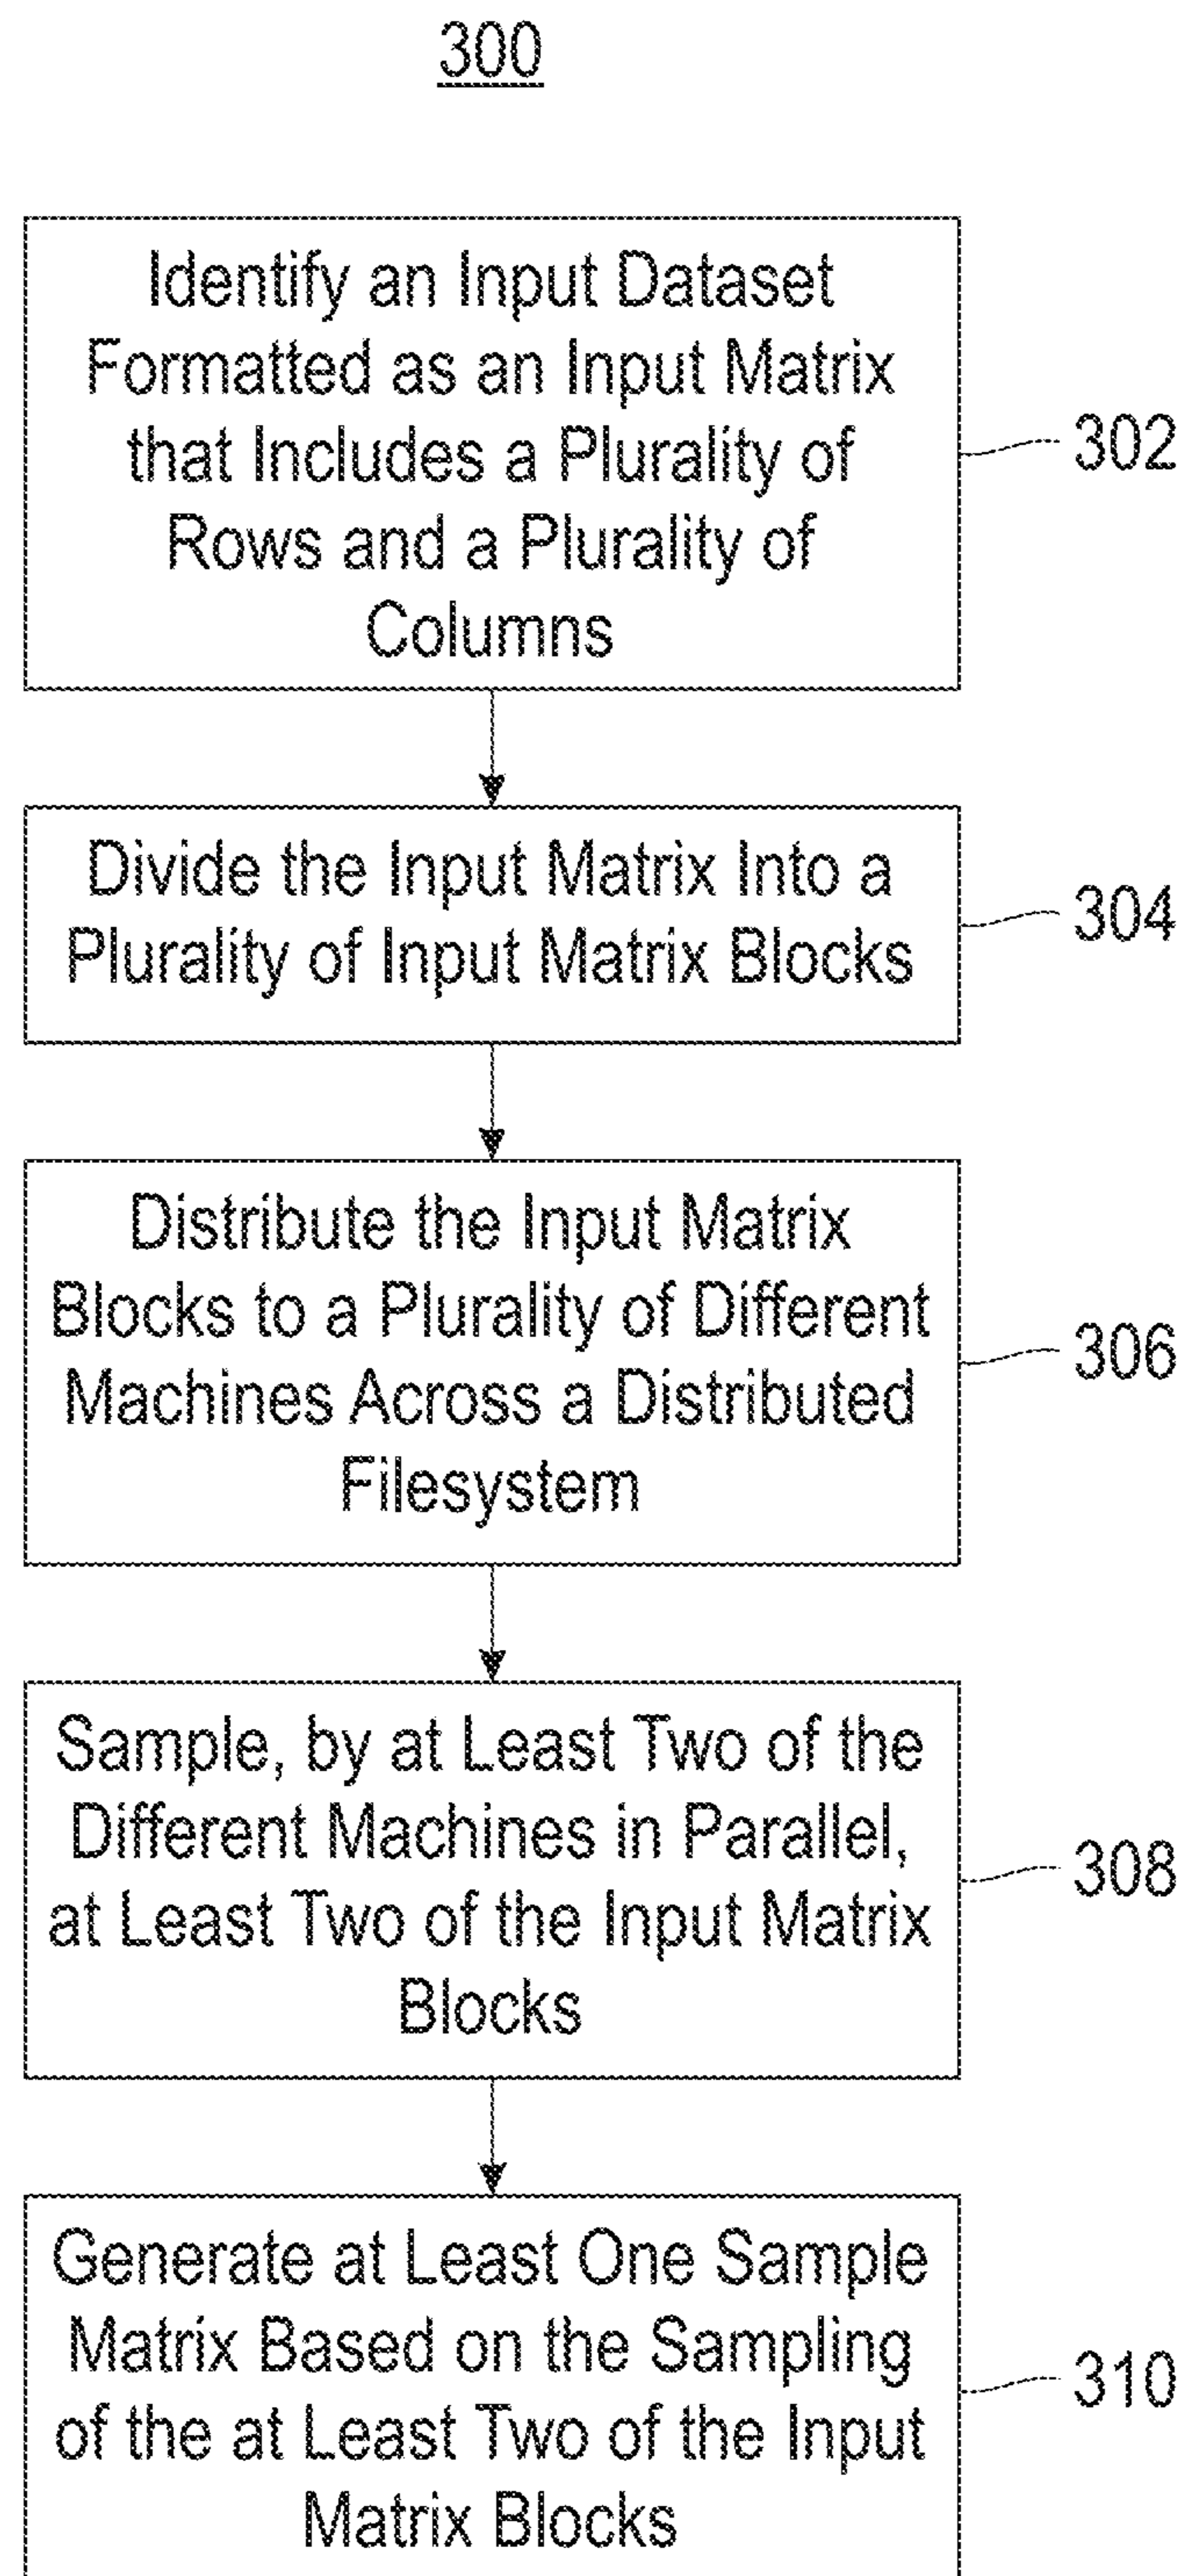 300
Identify an Input Dataset
Formatted as an Input Matrix
that Includes a Plurality of
Rows and a Plurality of
Columns
302
Divide the Input Matrix Into a
Plurality of Input Matrix Blocks
304
Distribute the Input Matrix
Blocks to a Plurality of Different
Machines Across a Distributed
Filesystem
306
Sample, by at Least Two of the
Different Machines in Parallel,
at Least Two of the Input Matrix
Blocks
308
Generate at Least One Sample
Matrix Based on the Sampling
of the at Least Two of the Input
Matrix Blocks
310